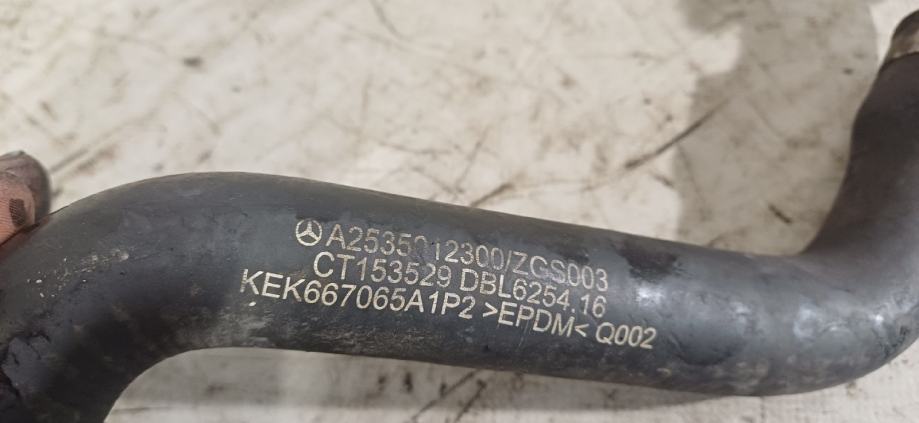 A2535012300/ZGS003
CT153529 DBL6254.16
KEK667065A1P2 >EPDM< Q002